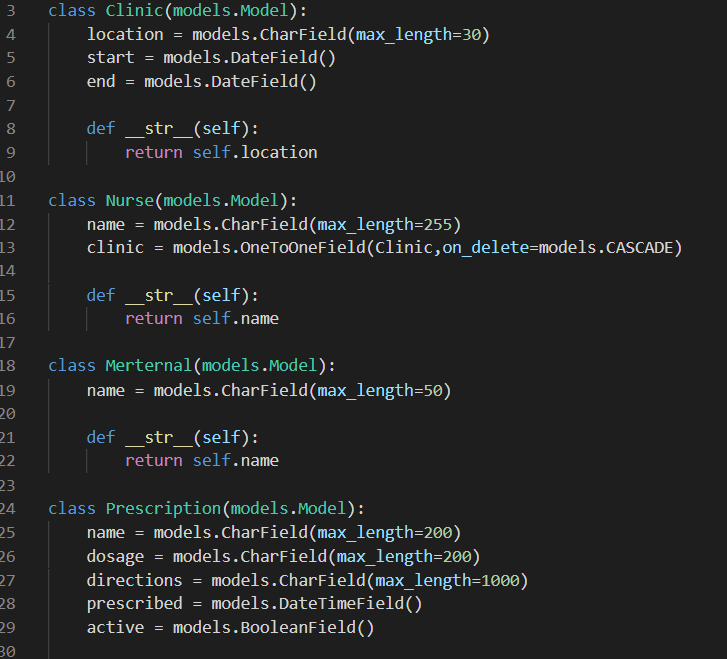 3 class Clinic(models.Model):
4     location = models.CharField(max_length=30)
5     start = models.DateField()
6     end = models.DateField()
7
8     def __str__(self):
9         return self.location
10
11 class Nurse(models.Model):
12     name = models.CharField(max_length=255)
13     clinic = models.OneToOneField(Clinic,on_delete=models.CASCADE)
14
15     def __str__(self):
16         return self.name
17
18 class Merternal(models.Model):
19     name = models.CharField(max_length=50)
20
21     def __str__(self):
22         return self.name
23
24 class Prescription(models.Model):
25     name = models.CharField(max_length=200)
26     dosage = models.CharField(max_length=200)
27     directions = models.CharField(max_length=1000)
28     prescribed = models.DateTimeField()
29     active = models.BooleanField()
30